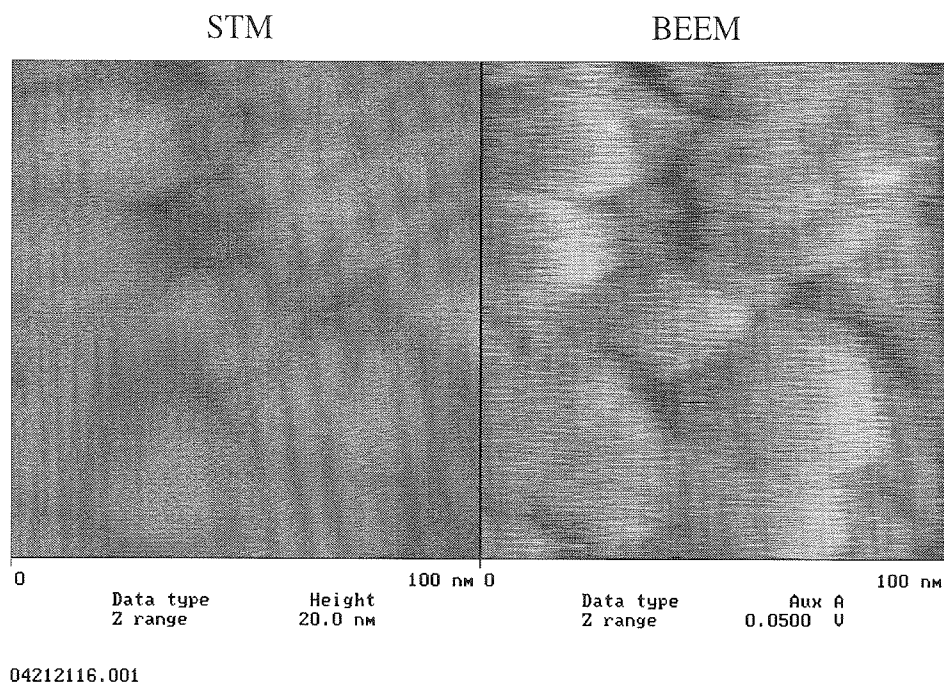 STM BEEM
0 100 nm 0 100 nm
Data type Height Data type Aux A
Z range 20.0 nm Z range 0.0500 V
04212116.001